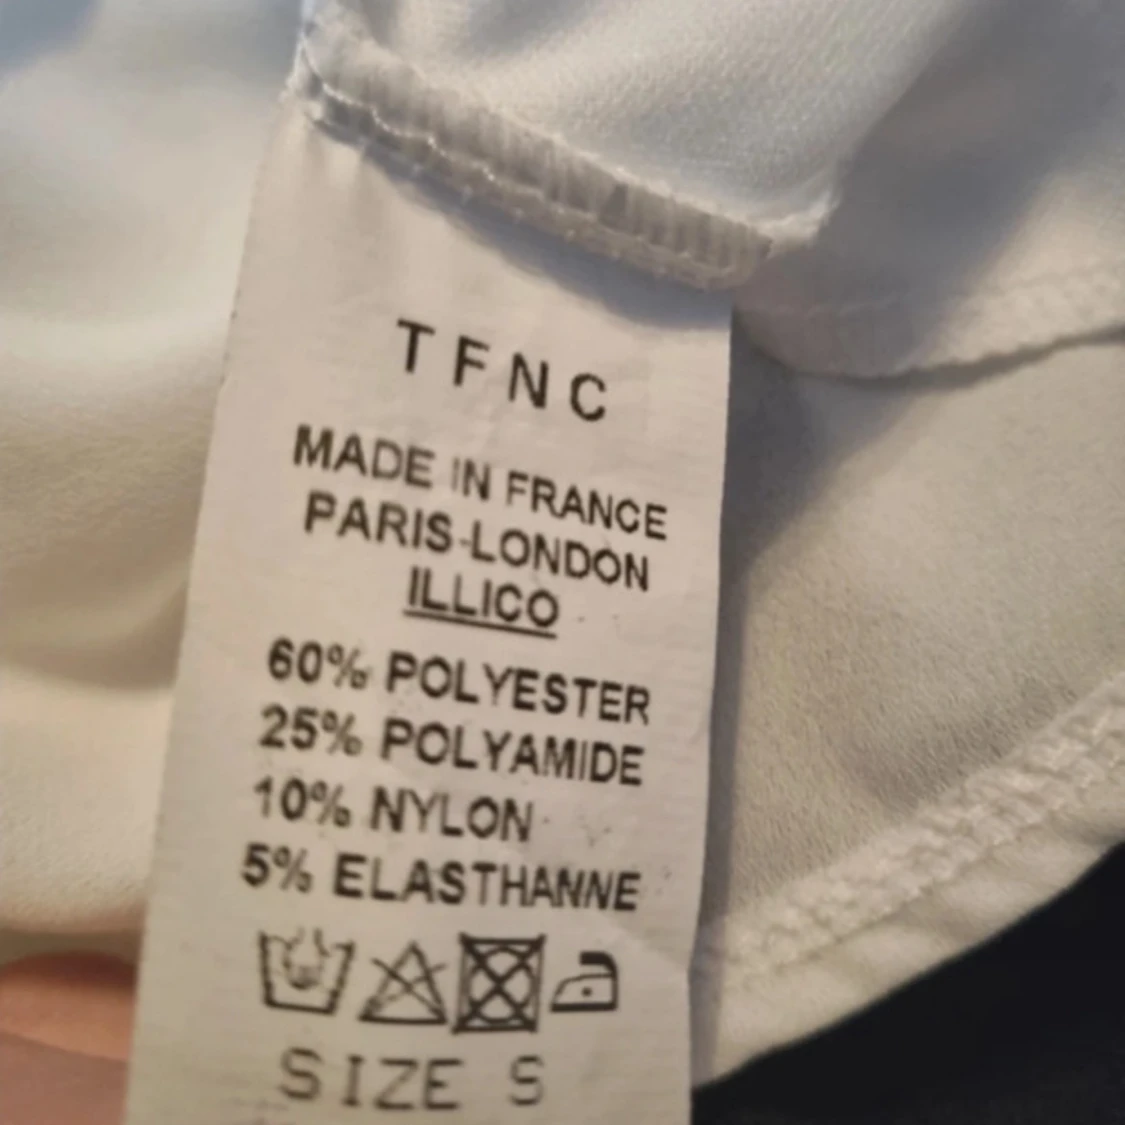 TFNC
MADE IN FRANCE
PARIS-LONDON
ILLICO
60% POLYESTER
25% POLYAMIDE
10% NYLON
5% ELASTHANNE
SIZE S